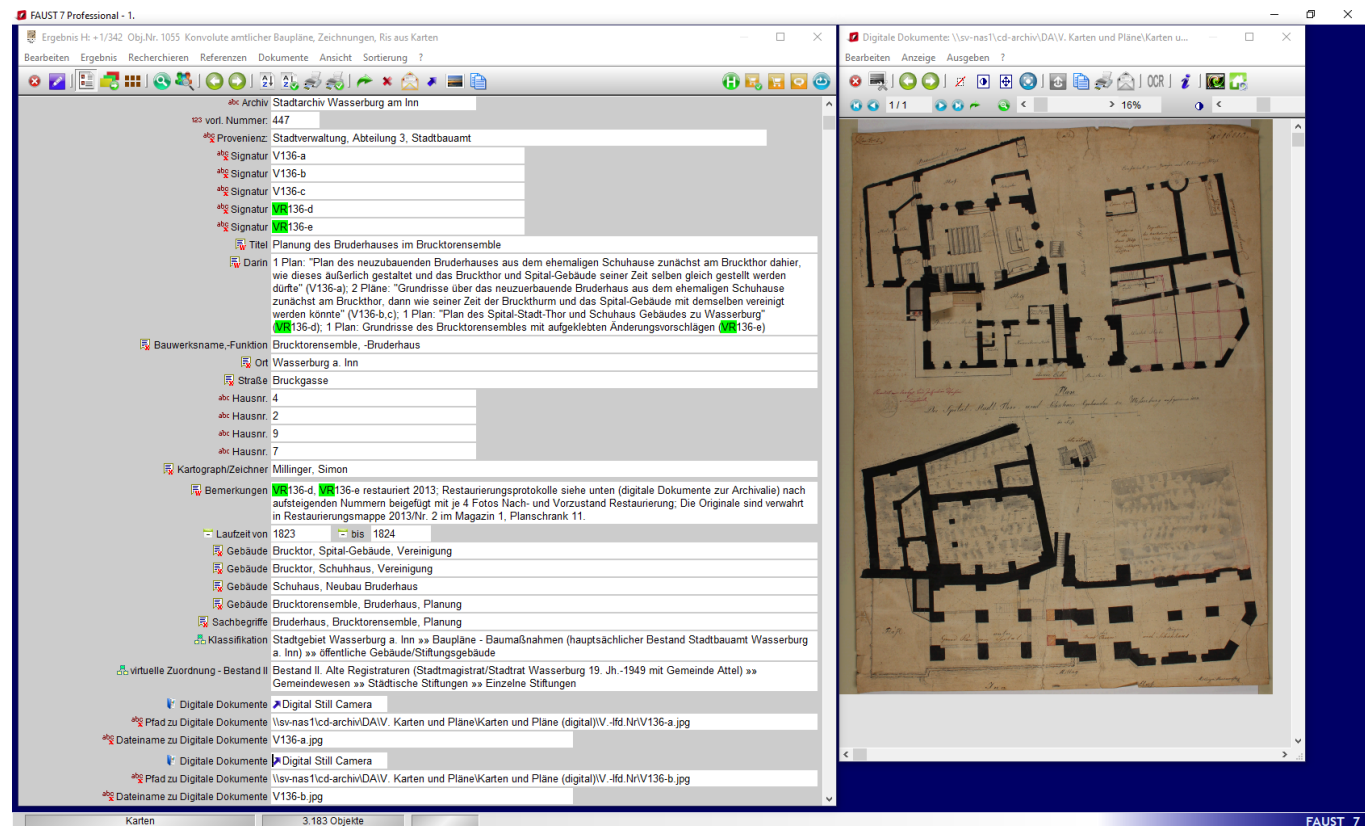 FAUST 7 Professional - 1.
Ergebnis H: +1/342 Obj.Nr. 1055 Konvolute amtlicher Baupläne, Zeichnungen, Ris aus Karten
Bearbeiten Ergebnis Recherchieren Referenzen Dokumente Ansicht Sortierung ?
abc Archiv Stadtarchiv Wasserburg am Inn
123 vorl. Nummer: 447
abc Provenienz: Stadtverwaltung, Abteilung 3, Stadtbauamt
abc Signatur V136-a
abc Signatur V136-b
abc Signatur V136-c
abc Signatur VR136-d
abc Signatur VR136-e
Titel Planung des Bruderhauses im Brucktorensemble
Darin 1 Plan: "Plan des neuzubauenden Bruderhauses aus dem ehemaligen Schuhause zunächst am Bruckthor dahier,
wie dieses äußerlich gestaltet und das Bruckthor und Spital-Gebäude seiner Zeit selben gleich gestellt werden
dürfte" (V136-a); 2 Pläne: "Grundrisse über das neuzuerbauende Bruderhaus aus dem ehemaligen Schuhause
zunächst am Bruckthor, dann wie seiner Zeit der Bruckthurm und das Spital-Gebäude mit demselben vereinigt
werden könnte" (V136-b,c); 1 Plan: "Plan des Spital-Stadt-Thor und Schuhaus Gebäudes zu Wasserburg"
(VR136-d); 1 Plan: Grundrisse des Brucktorensembles mit aufgeklebten Änderungsvorschlägen (VR136-e)
Bauwerksname,-Funktion Brucktorensemble, -Bruderhaus
Ort Wasserburg a. Inn
Straße Bruckgasse
abc Hausnr. 4
abc Hausnr. 2
abc Hausnr. 9
abc Hausnr. 7
Kartograph/Zeichner Millinger, Simon
Bemerkungen VR136-d, VR136-e restauriert 2013; Restaurierungsprotokolle siehe unten (digitale Dokumente zur Archivalie) nach
aufsteigenden Nummern beigefügt mit je 4 Fotos Nach- und Vorzustand Restaurierung; Die Originale sind verwahrt
in Restaurierungsmappe 2013/Nr. 2 im Magazin 1, Planschrank 11.
Laufzeit von 1823 bis 1824
Gebäude Brucktor, Spital-Gebäude, Vereinigung
Gebäude Brucktor, Schuhhaus, Vereinigung
Gebäude Schuhaus, Neubau Bruderhaus
Gebäude Brucktorensemble, Bruderhaus, Planung
Sachbegriffe Bruderhaus, Brucktorensemble, Planung
Klassifikation Stadtgebiet Wasserburg a. Inn »» Baupläne - Baumaßnahmen (hauptsächlicher Bestand Stadtbauamt Wasserburg
a. Inn) »» öffentliche Gebäude/Stiftungsgebäude
virtuelle Zuordnung - Bestand II Bestand II. Alte Registraturen (Stadtmagistrat/Stadtrat Wasserburg 19. Jh.-1949 mit Gemeinde Attel) »»
Gemeindewesen »» Städtische Stiftungen »» Einzelne Stiftungen
Digitale Dokumente Digital Still Camera
abc Pfad zu Digitale Dokumente \\sv-nas1\cd-archiv\DA\V. Karten und Pläne\Karten und Pläne (digital)\V.-lfd.Nr\V136-a.jpg
abc Dateiname zu Digitale Dokumente V136-a.jpg
Digitale Dokumente Digital Still Camera
abc Pfad zu Digitale Dokumente \\sv-nas1\cd-archiv\DA\V. Karten und Pläne\Karten und Pläne (digital)\V.-lfd.Nr\V136-b.jpg
abc Dateiname zu Digitale Dokumente V136-b.jpg
Karten 3.183 Objekte
Digitale Dokumente: \\sv-nas1\cd-archiv\DA\V. Karten und Pläne\Karten u...
Bearbeiten Anzeige Ausgeben ?
OCR
1/1 16%
Plan
FAUST 7